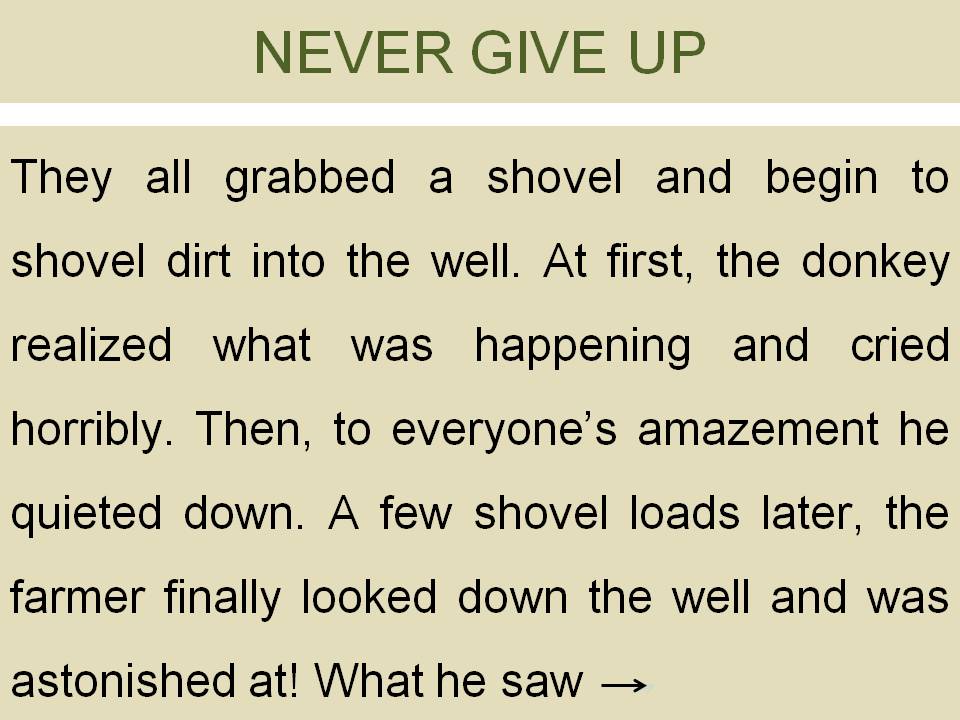 NEVER GIVE UP
They all grabbed a shovel and begin to
shovel dirt into the well. At first, the donkey
realized what was happening and cried
horribly. Then, to everyone’s amazement he
quieted down. A few shovel loads later, the
farmer finally looked down the well and was
astonished at! What he saw →